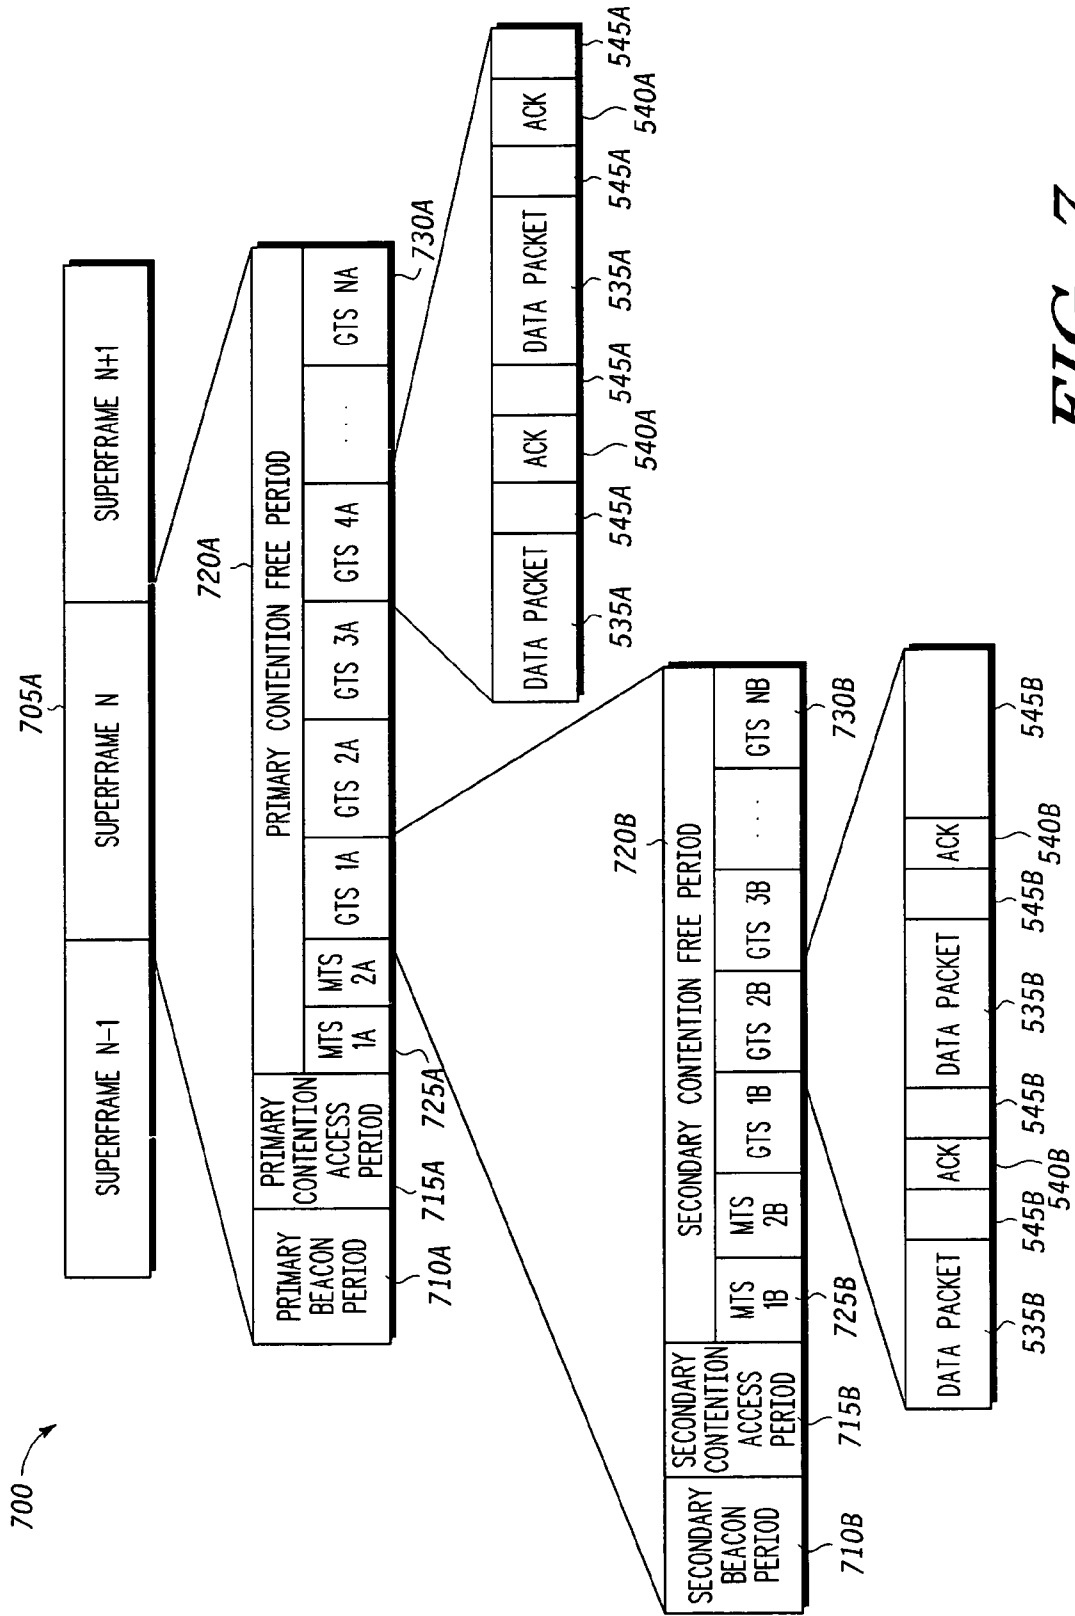 700
705A
SUPERFRAME N-1
SUPERFRAME N
SUPERFRAME N+1
720A
PRIMARY
BEACON
PERIOD
PRIMARY
CONTENTION
ACCESS
PERIOD
PRIMARY CONTENTION FREE PERIOD
MTS
1A
MTS
2A
GTS 1A
GTS 2A
GTS 3A
GTS 4A
. . . .
GTS NA
710A
715A
725A
730A
DATA PACKET
ACK
DATA PACKET
ACK
535A
545A
540A
545A
535A
545A
540A
545A
720B
SECONDARY
BEACON
PERIOD
SECONDARY
CONTENTION
ACCESS
PERIOD
SECONDARY CONTENTION FREE PERIOD
MTS
1B
MTS
2B
GTS 1B
GTS 2B
GTS 3B
. . . .
GTS NB
710B
715B
725B
730B
DATA PACKET
ACK
DATA PACKET
ACK
535B
545B
540B
545B
535B
545B
540B
545B
FIG. 7